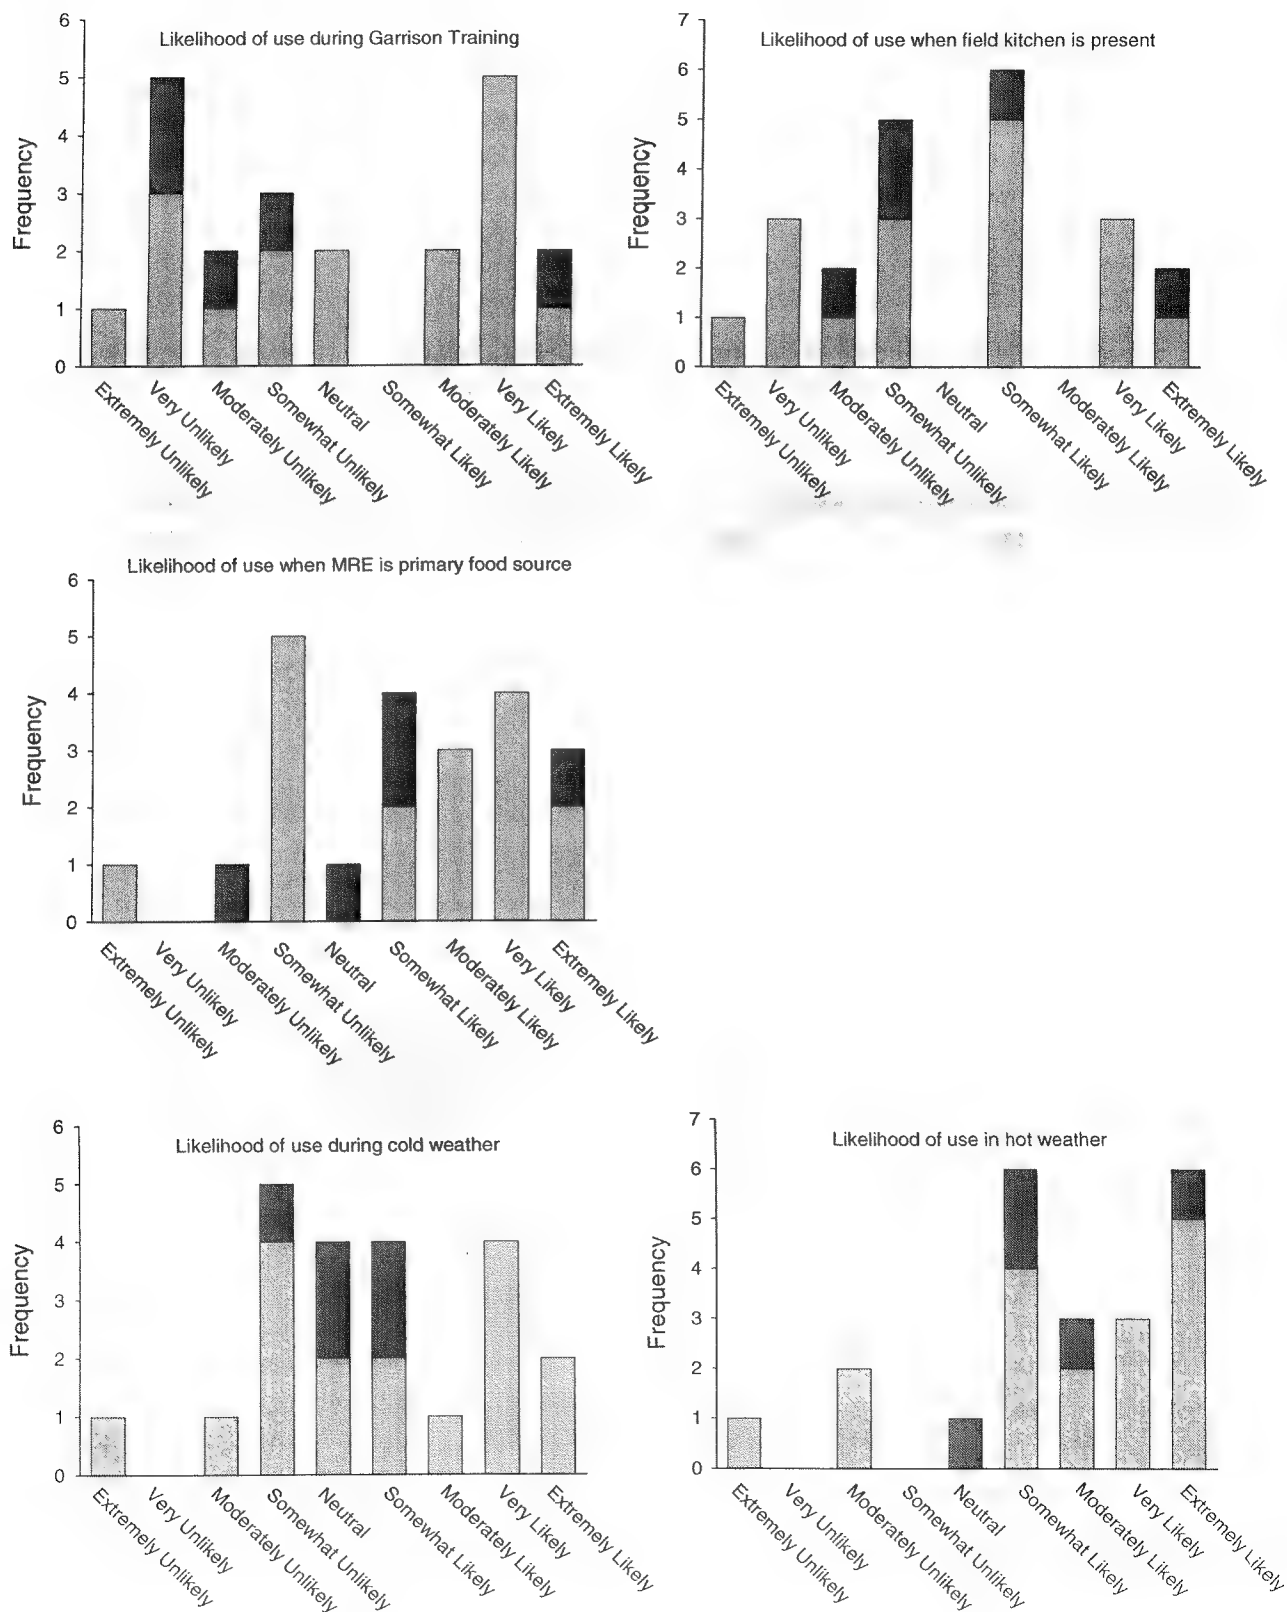 Likelihood of use during Garrison Training
Frequency
6
5
4
3
2
1
0
Extremely Unlikely
Very Unlikely
Moderately Unlikely
Somewhat Unlikely
Neutral
Somewhat Likely
Moderately Likely
Very Likely
Extremely Likely
Likelihood of use when field kitchen is present
Frequency
7
6
5
4
3
2
1
0
Extremely Unlikely
Very Unlikely
Moderately Unlikely
Somewhat Unlikely
Neutral
Somewhat Likely
Moderately Likely
Very Likely
Extremely Likely
Likelihood of use when MRE is primary food source
Frequency
6
5
4
3
2
1
0
Extremely Unlikely
Very Unlikely
Moderately Unlikely
Somewhat Unlikely
Neutral
Somewhat Likely
Moderately Likely
Very Likely
Extremely Likely
Likelihood of use during cold weather
Frequency
6
5
4
3
2
1
0
Extremely Unlikely
Very Unlikely
Moderately Unlikely
Somewhat Unlikely
Neutral
Somewhat Likely
Moderately Likely
Very Likely
Extremely Likely
Likelihood of use in hot weather
Frequency
7
6
5
4
3
2
1
0
Extremely Unlikely
Very Unlikely
Moderately Unlikely
Somewhat Unlikely
Neutral
Somewhat Likely
Moderately Likely
Very Likely
Extremely Likely